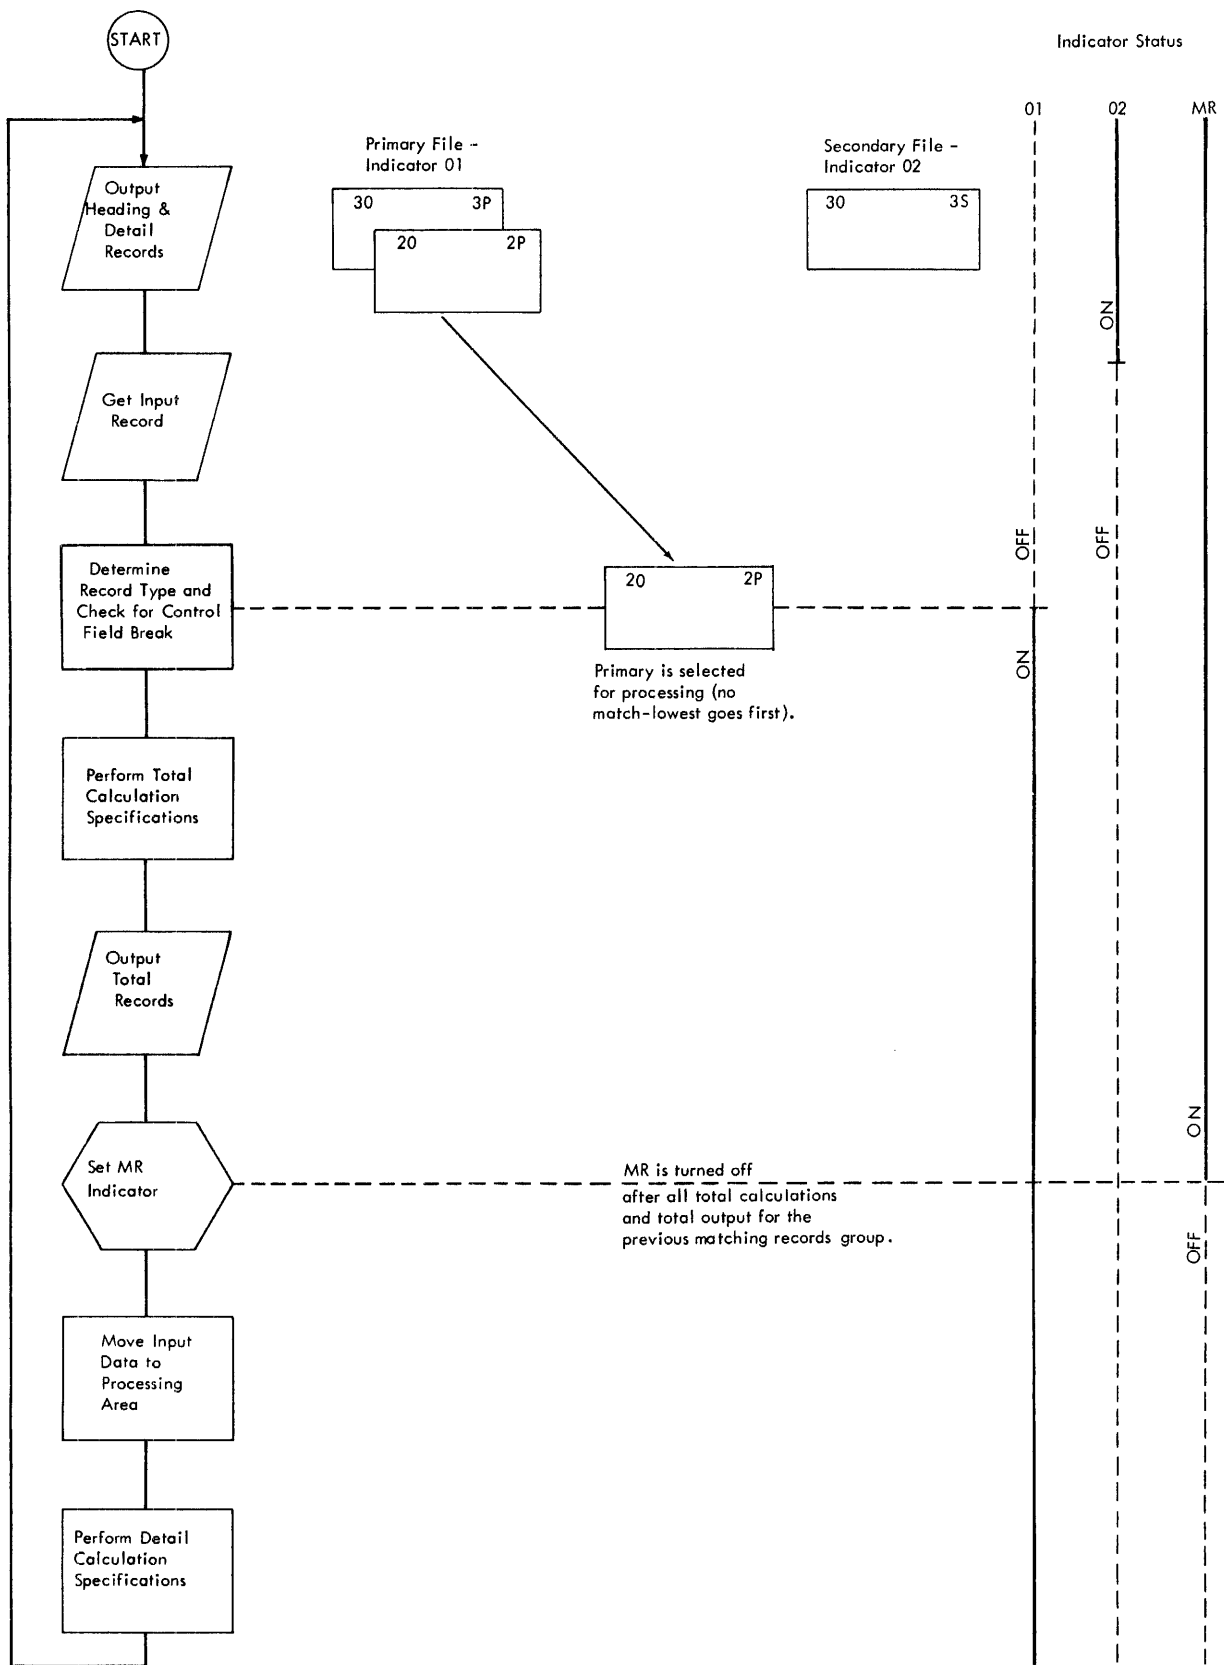 START
Indicator Status
01
02
MR
Primary File -
Indicator 01
Secondary File -
Indicator 02
Output
Heading &
Detail
Records
30 3P
20 2P
30 3S
ON
Get Input
Record
OFF
OFF
Determine
Record Type and
Check for Control
Field Break
20 2P
ON
Primary is selected
for processing (no
match-lowest goes first).
Perform Total
Calculation
Specifications
Output
Total
Records
ON
Set MR
Indicator
MR is turned off
after all total calculations
and total output for the
previous matching records group.
OFF
Move Input
Data to
Processing
Area
Perform Detail
Calculation
Specifications